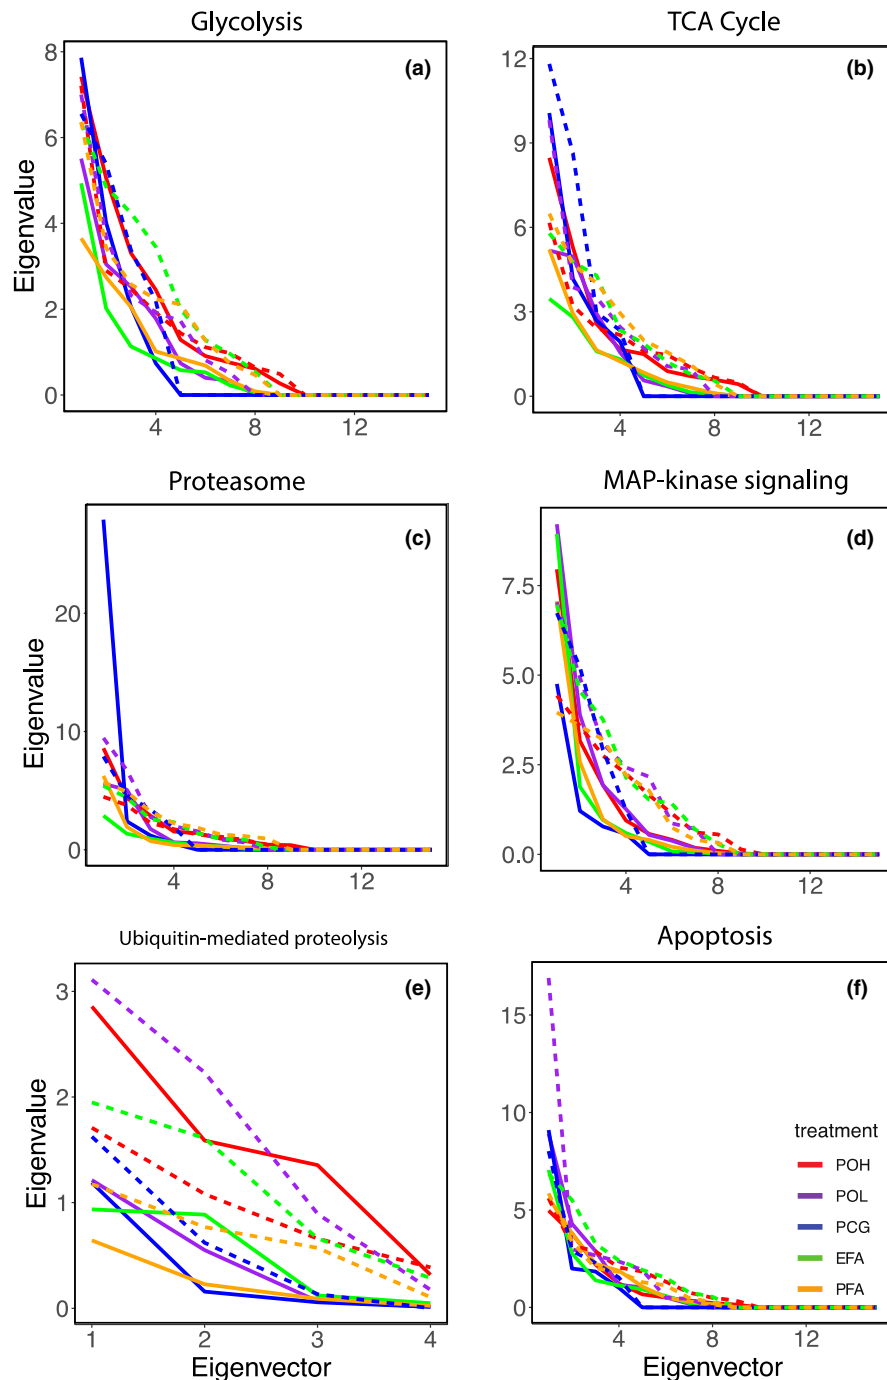 Glycolysis
TCA Cycle
(a)
(b)
Eigenvalue
8
6
4
2
0
4
8
12
12
9
6
3
0
4
8
12
Proteasome
MAP-kinase signaling
(c)
(d)
Eigenvalue
20
10
0
4
8
12
7.5
5.0
2.5
0.0
4
8
12
Ubiquitin-mediated proteolysis
Apoptosis
(e)
(f)
Eigenvalue
3
2
1
0
1
2
3
4
Eigenvector
15
10
5
0
4
8
12
Eigenvector
treatment
POH
POL
PCG
EFA
PFA